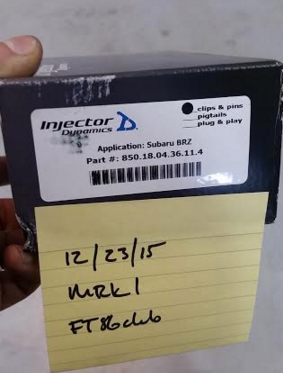 Injector
Dynamics
clips & pins
pigtails
plug & play
Application: Subaru BRZ
Part #: 850.18.04.36.11.4
12/23/15
MRK1
FT86club